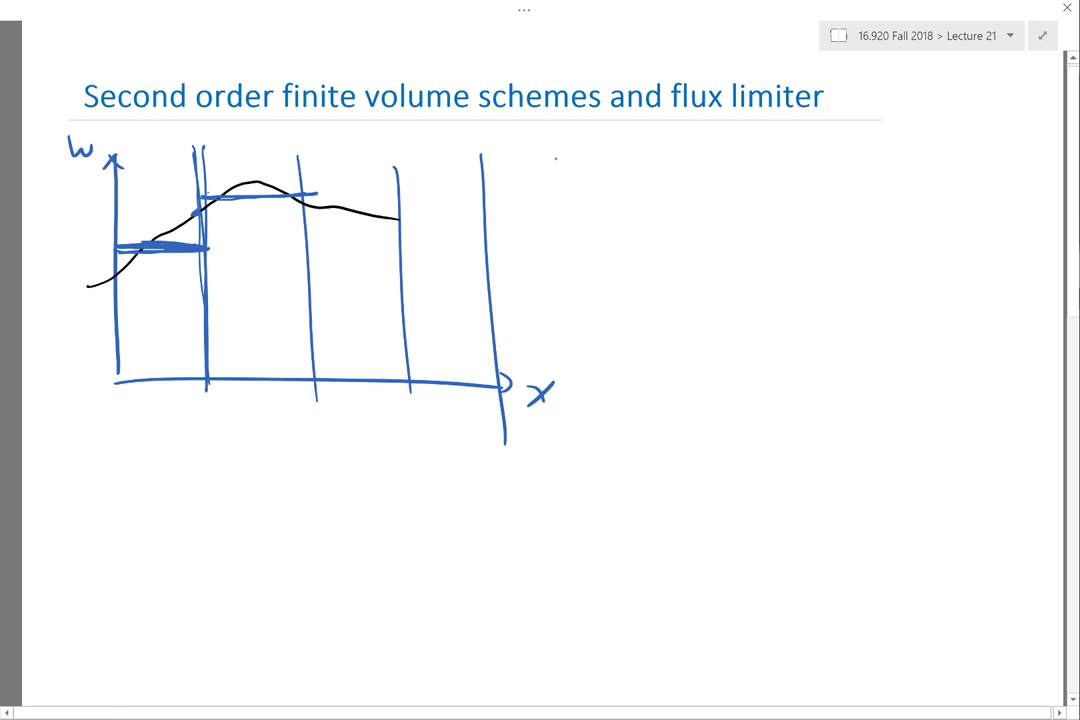 16.920 Fall 2018 > Lecture 21
Second order finite volume schemes and flux limiter
w
x